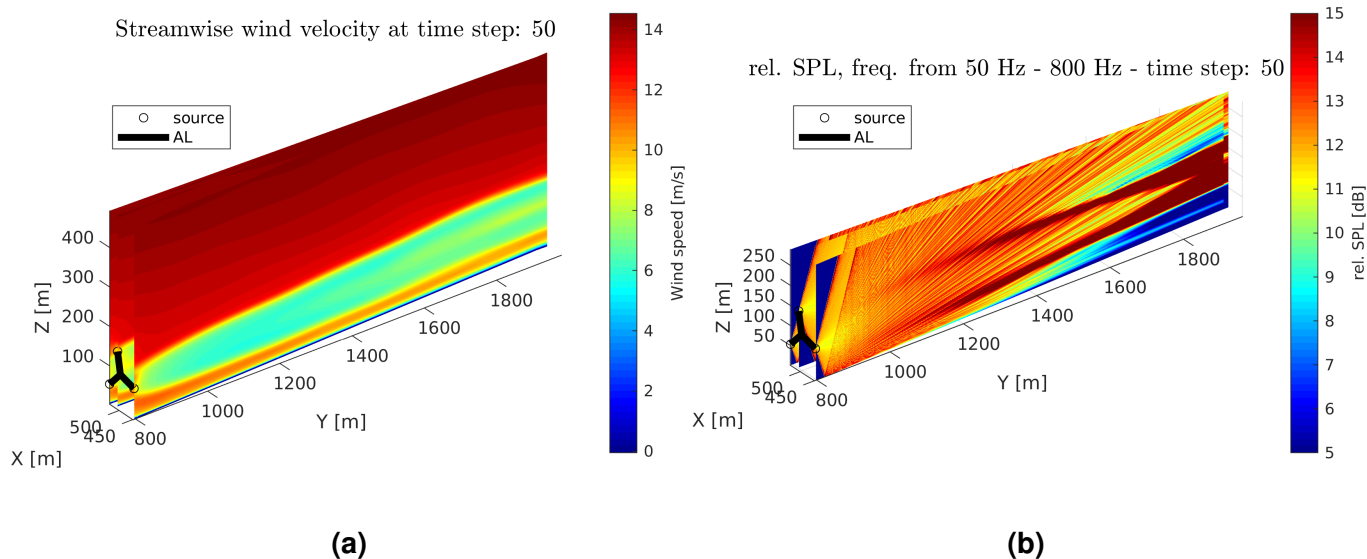 Streamwise wind velocity at time step: 50
source
AL
400
300
200
100
Z [m]
500
450
X [m]
800
1000
1200
1400
1600
1800
Y [m]
14
12
10
8
6
4
2
0
Wind speed [m/s]
(a)
rel. SPL, freq. from 50 Hz - 800 Hz - time step: 50
source
AL
250
200
150
100
50
Z [m]
500
450
X [m]
800
1000
1200
1400
1600
1800
Y [m]
15
14
13
12
11
10
9
8
7
6
5
rel. SPL [dB]
(b)